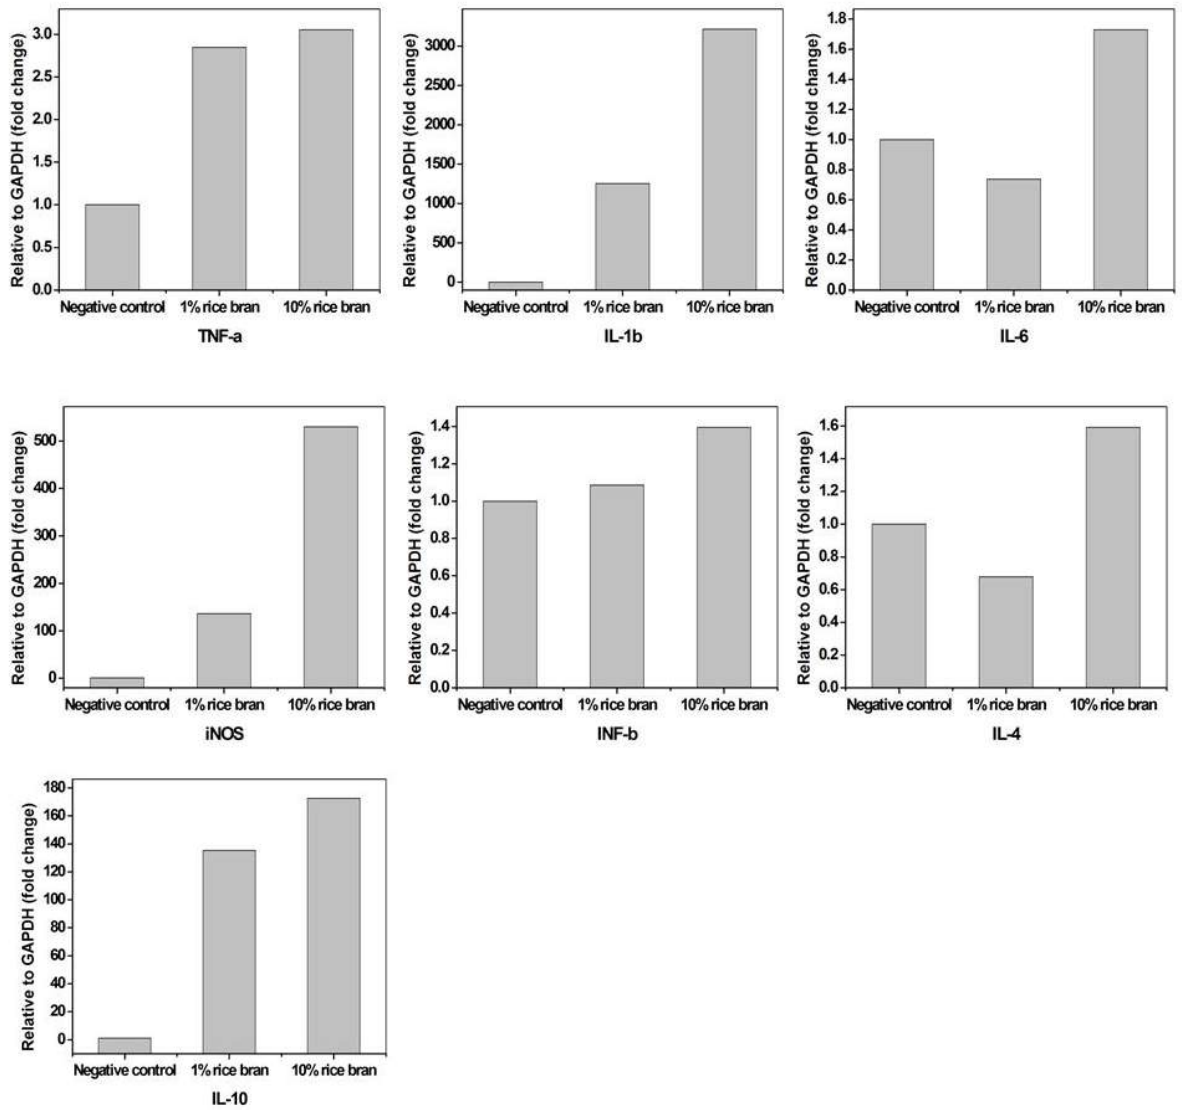 Relative to GAPDH (fold change)
3.0
2.5
2.0
1.5
1.0
0.5
0.0
Negative control 1% rice bran 10% rice bran
TNF-a
Relative to GAPDH (fold change)
3000
2500
2000
1500
1000
500
0
Negative control 1% rice bran 10% rice bran
IL-1b
Relative to GAPDH (fold change)
1.8
1.6
1.4
1.2
1.0
0.8
0.6
0.4
0.2
0.0
Negative control 1% rice bran 10% rice bran
IL-6
Relative to GAPDH (fold change)
500
400
300
200
100
0
Negative control 1% rice bran 10% rice bran
iNOS
Relative to GAPDH (fold change)
1.4
1.2
1.0
0.8
0.6
0.4
0.2
0.0
Negative control 1% rice bran 10% rice bran
INF-b
Relative to GAPDH (fold change)
1.6
1.4
1.2
1.0
0.8
0.6
0.4
0.2
0.0
Negative control 1% rice bran 10% rice bran
IL-4
Relative to GAPDH (fold change)
180
160
140
120
100
80
60
40
20
0
Negative control 1% rice bran 10% rice bran
IL-10